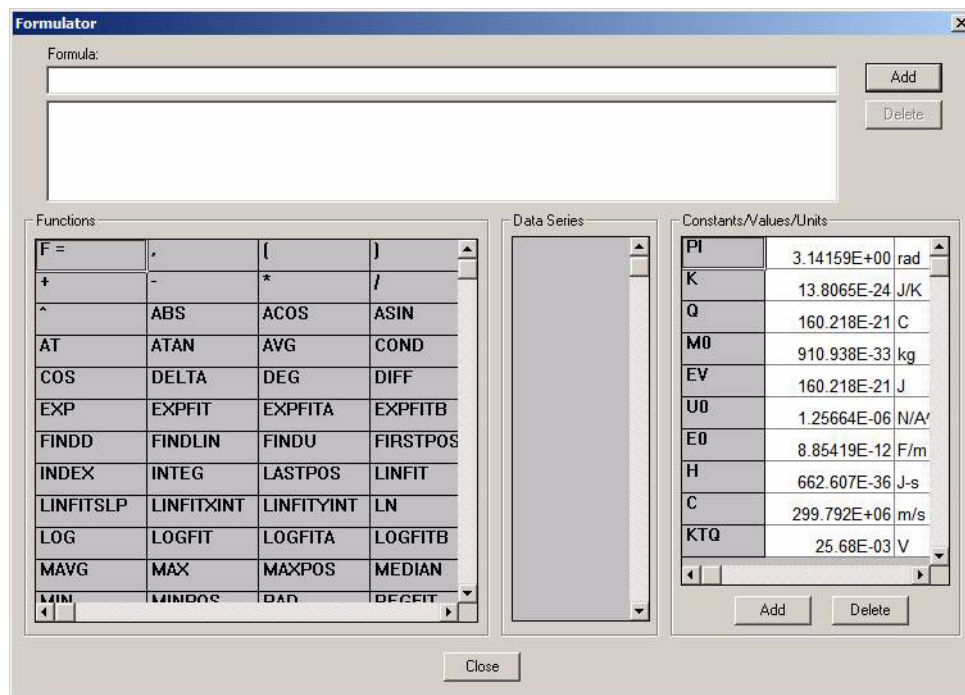 Formulator
Formula:
Add
Delete
Functions
F = , ( )
+ - * /
^ ABS ACOS ASIN
AT ATAN AVG COND
COS DELTA DEG DIFF
EXP EXPFIT EXPFITA EXPFITB
FINDD FINDLIN FINDU FIRSTPOS
INDEX INTEG LASTPOS LINFIT
LINFITSLP LINFITXINT LINFITYINT LN
LOG LOGFIT LOGFITA LOGFITB
MAVG MAX MAXPOS MEDIAN
MIN MINPOS RAD REGFIT
Data Series
Constants/Values/Units
PI 3.14159E+00 rad
K 13.8065E-24 J/K
Q 160.218E-21 C
M0 910.938E-33 kg
EV 160.218E-21 J
U0 1.25664E-06 N/A^
E0 8.85419E-12 F/m
H 662.607E-36 J-s
C 299.792E+06 m/s
KTQ 25.68E-03 V
Add Delete
Close